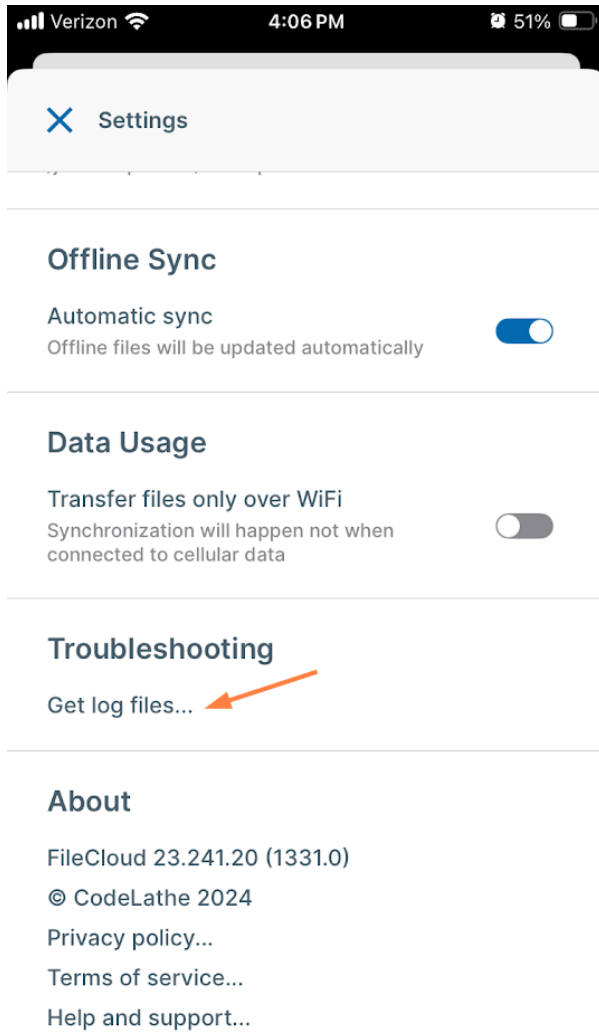 Verizon 4:06 PM 51%
Settings
Offline Sync
Automatic sync
Offline files will be updated automatically
Data Usage
Transfer files only over WiFi
Synchronization will happen not when
connected to cellular data
Troubleshooting
Get log files...
About
FileCloud 23.241.20 (1331.0)
© CodeLathe 2024
Privacy policy...
Terms of service...
Help and support...